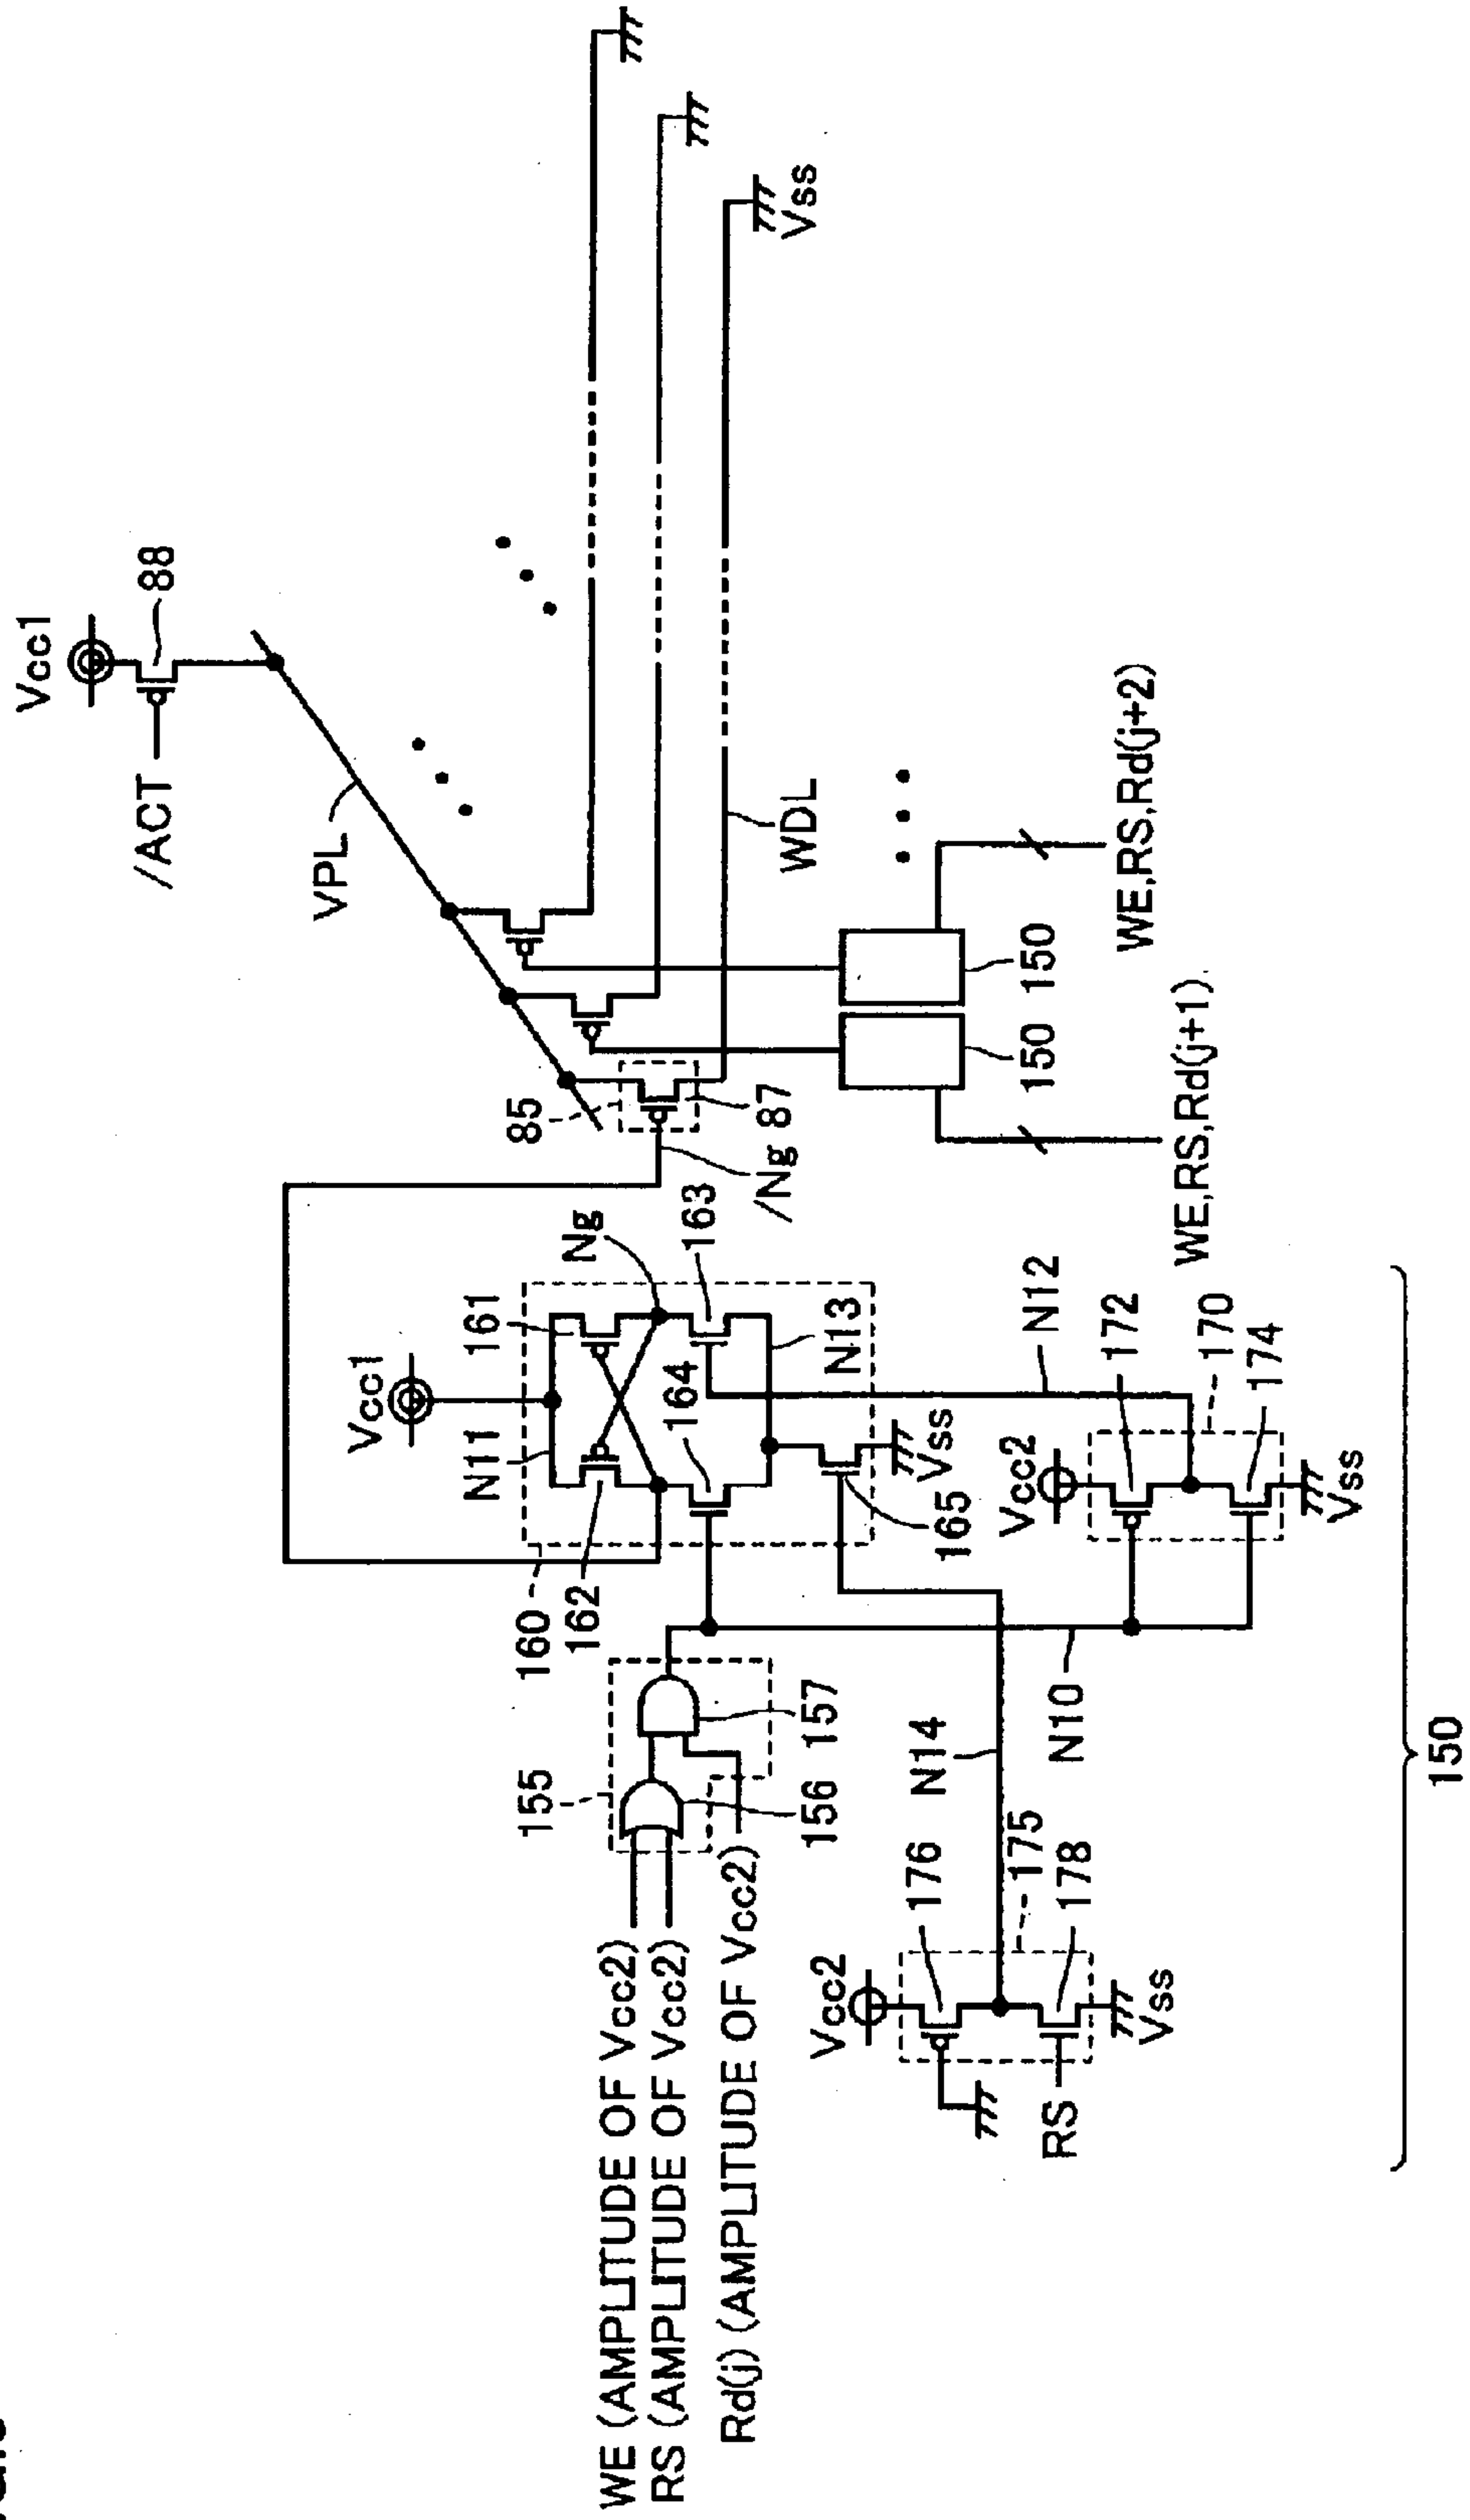 Vcc1
/ACT
88
VPL
Vss
WDL
85
87
/Ng
150
150
WE,RS,Rd(j+2)
WE,RS,Rd(j+1)
Vcc1
N11
161
Ng
163
162
164
N13
160
165
Vss
N12
Vcc2
172
170
174
Vss
155
157
156
N14
N10
WE (AMPLITUDE OF Vcc2)
RS (AMPLITUDE OF Vcc2)
Rd(j) (AMPLITUDE OF Vcc2)
Vcc2
176
175
178
RS
Vss
150